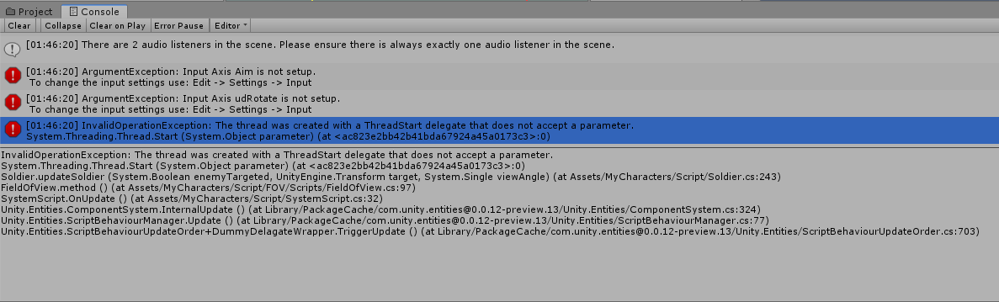 Project Console
Clear Collapse Clear on Play Error Pause Editor
[01:46:20] There are 2 audio listeners in the scene. Please ensure there is always exactly one audio listener in the scene.
[01:46:20] ArgumentException: Input Axis Aim is not setup.
To change the input settings use: Edit -> Settings -> Input
[01:46:20] ArgumentException: Input Axis udRotate is not setup.
To change the input settings use: Edit -> Settings -> Input
[01:46:20] InvalidOperationException: The thread was created with a ThreadStart delegate that does not accept a parameter.
System.Threading.Thread.Start (System.Object parameter) (at <ac823e2bb42b41bda67924a45a0173c3>:0)
InvalidOperationException: The thread was created with a ThreadStart delegate that does not accept a parameter.
System.Threading.Thread.Start (System.Object parameter) (at <ac823e2bb42b41bda67924a45a0173c3>:0)
Soldier.updateSoldier (System.Boolean enemyTargeted, UnityEngine.Transform target, System.Single viewAngle) (at Assets/MyCharacters/Script/Soldier.cs:243)
FieldOfView.method () (at Assets/MyCharacters/Script/FOV/Scripts/FieldOfView.cs:97)
SystemScript.OnUpdate () (at Assets/MyCharacters/Script/SystemScript.cs:32)
Unity.Entities.ComponentSystem.InternalUpdate () (at Library/PackageCache/com.unity.entities@0.0.12-preview.13/Unity.Entities/ComponentSystem.cs:324)
Unity.Entities.ScriptBehaviourManager.Update () (at Library/PackageCache/com.unity.entities@0.0.12-preview.13/Unity.Entities/ScriptBehaviourManager.cs:77)
Unity.Entities.ScriptBehaviourUpdateOrder+DummyDelagateWrapper.TriggerUpdate () (at Library/PackageCache/com.unity.entities@0.0.12-preview.13/Unity.Entities/ScriptBehaviourUpdateOrder.cs:703)